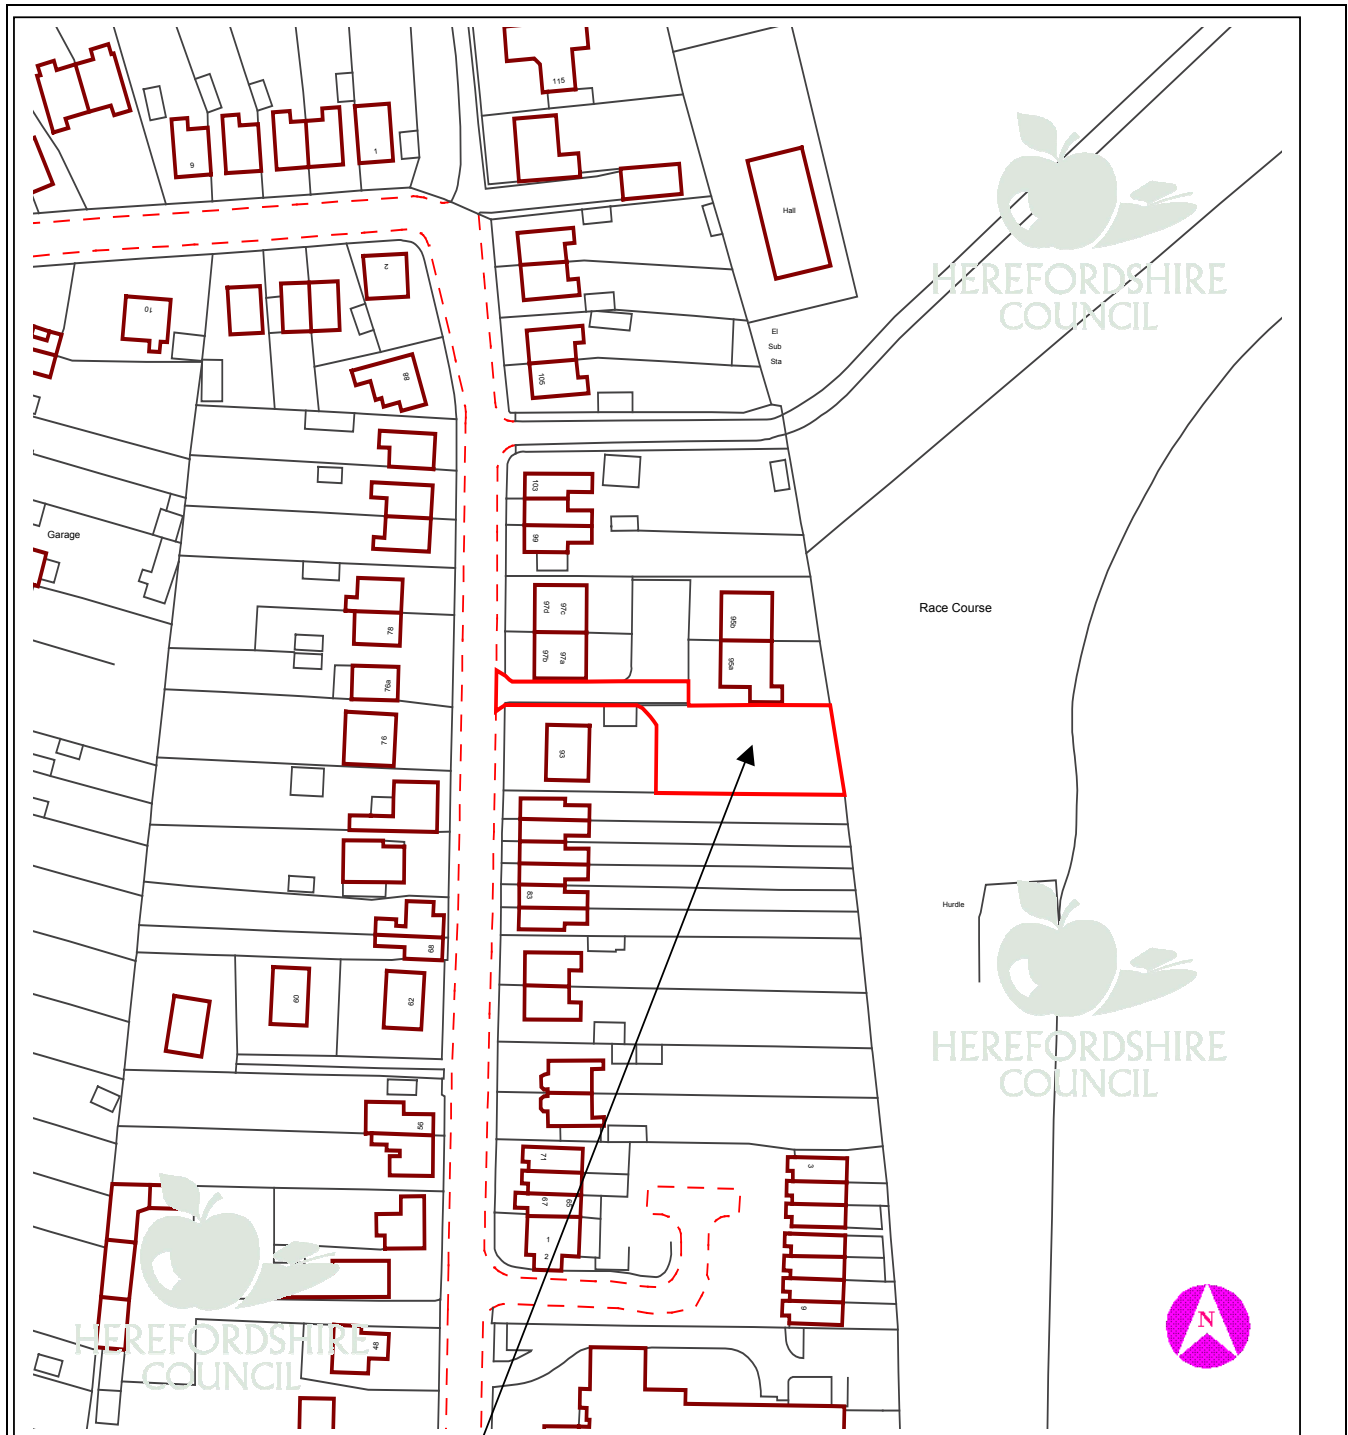 115
9
1
Hall
HEREFORDSHIRE
COUNCIL
2
10
El
Sub
Sta
88
105
103
99
Garage
97d
97c
95b
Race Course
78
97b
97a
95a
76a
76
93
83
Hurdle
68
60
62
HEREFORDSHIRE
COUNCIL
56
71
3
67
65
1
2
9
N
HEREFORDSHIRE
COUNCIL
48